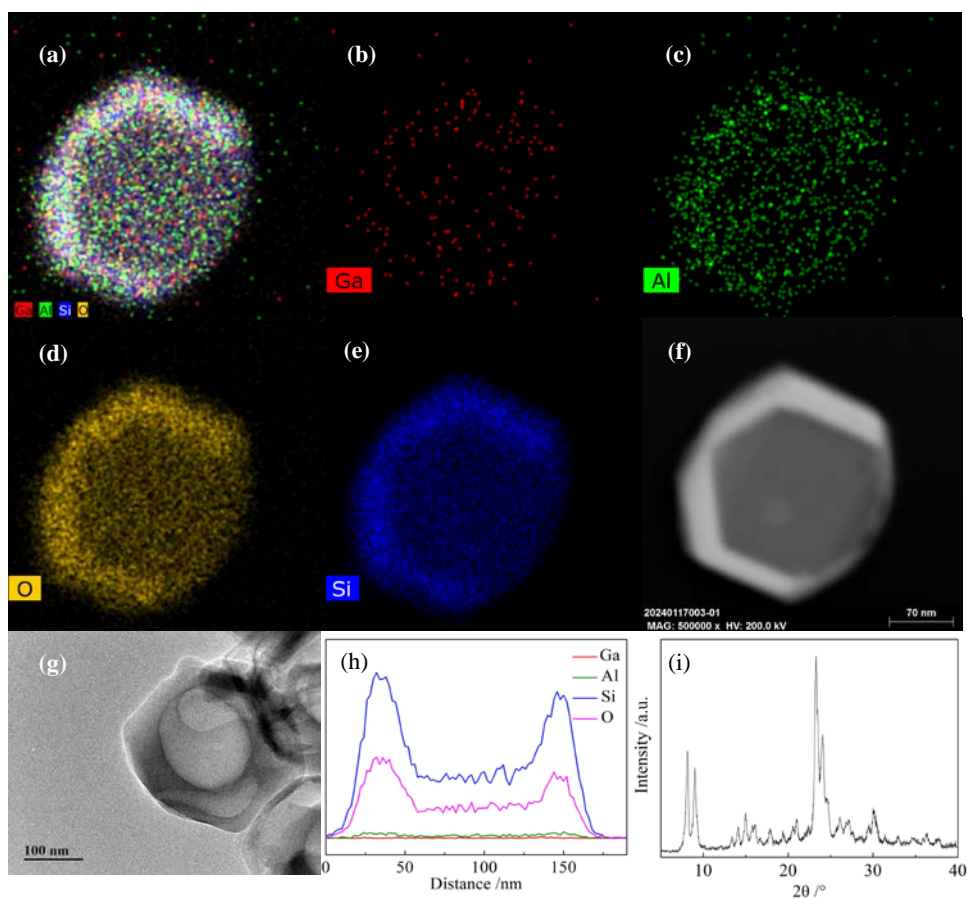 (a)
(b)
(c)
Ga Al Si O
Ga
Al
(d)
(e)
(f)
O
Si
20240117003-01
MAG: 500000 x HV: 200.0 kV
70 nm
(g)
100 nm
(h)
Ga
Al
Si
O
0 50 100 150
Distance /nm
(i)
Intensity /a.u.
10 20 30 40
2θ /°